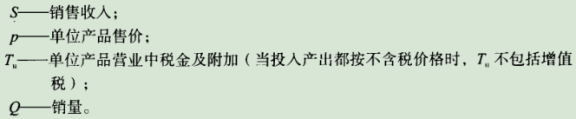 S——销售收入；
p——单位产品售价；
Tu——单位产品营业中税金及附加（当投入产出都按不含税价格时，Tu 不包括增值
税）；
Q——销量。